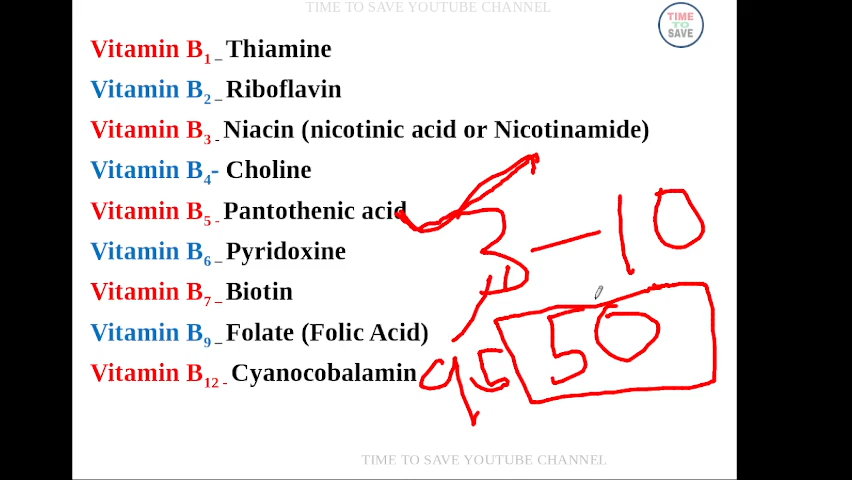 TIME TO SAVE YOUTUBE CHANNEL
TIME
TO
SAVE
Vitamin B1 – Thiamine
Vitamin B2 – Riboflavin
Vitamin B3 - Niacin (nicotinic acid or Nicotinamide)
Vitamin B4- Choline
Vitamin B5 - Pantothenic acid
Vitamin B6 – Pyridoxine
Vitamin B7 – Biotin
Vitamin B9 – Folate (Folic Acid)
Vitamin B12 - Cyanocobalamin
3 — 10
95 50
TIME TO SAVE YOUTUBE CHANNEL